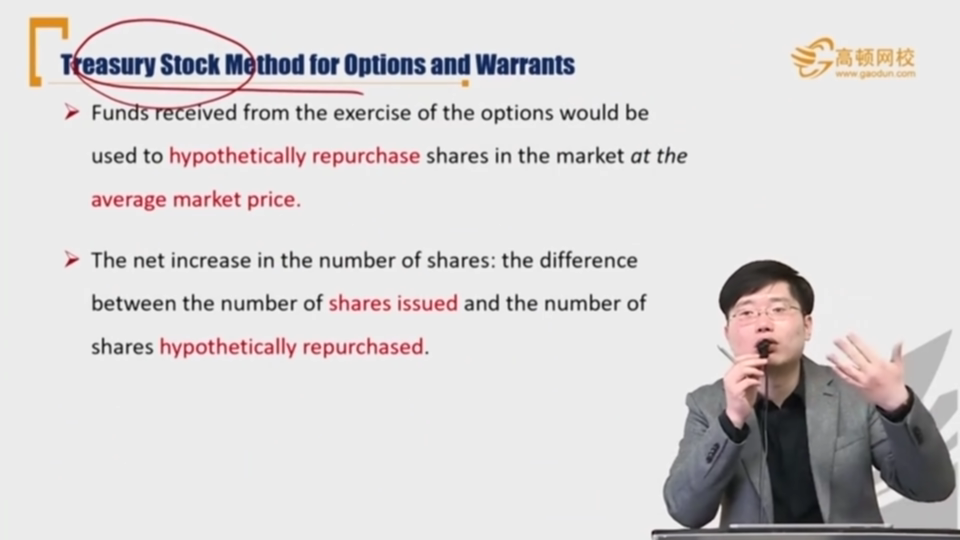 Treasury Stock Method for Options and Warrants
高顿网校
www.gaodun.com
Funds received from the exercise of the options would be
used to hypothetically repurchase shares in the market at the
average market price.
The net increase in the number of shares: the difference
between the number of shares issued and the number of
shares hypothetically repurchased.